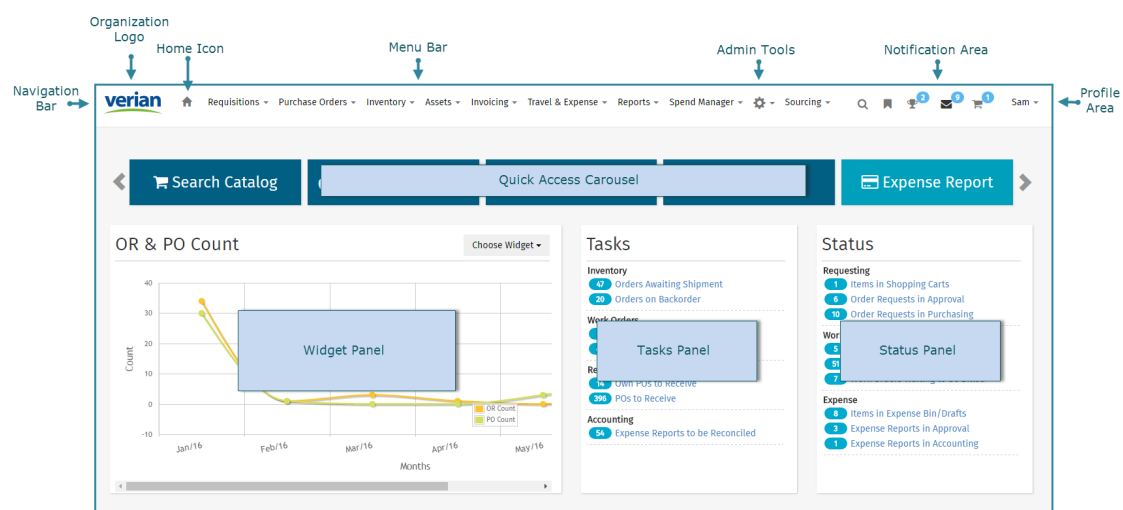 Organization
Logo
Home Icon
Menu Bar
Admin Tools
Notification Area
Navigation
Bar
Profile
Area
verian
Requisitions
Purchase Orders
Inventory
Assets
Invoicing
Travel & Expense
Reports
Spend Manager
Sourcing
2
9
1
Sam
Search Catalog
Quick Access Carousel
Expense Report
OR & PO Count
Choose Widget
40
30
20
10
0
-10
Count
Widget Panel
OR Count
PO Count
Jan/16
Feb/16
Mar/16
Apr/16
May/16
Months
Tasks
Inventory
47 Orders Awaiting Shipment
20 Orders on Backorder
Work Orders
Tasks Panel
14 Own POs to Receive
396 POs to Receive
Accounting
54 Expense Reports to be Reconciled
Status
Requesting
1 Items in Shopping Carts
6 Order Requests in Approval
10 Order Requests in Purchasing
5
51
Status Panel
7
Expense
8 Items in Expense Bin/Drafts
3 Expense Reports in Approval
1 Expense Reports in Accounting